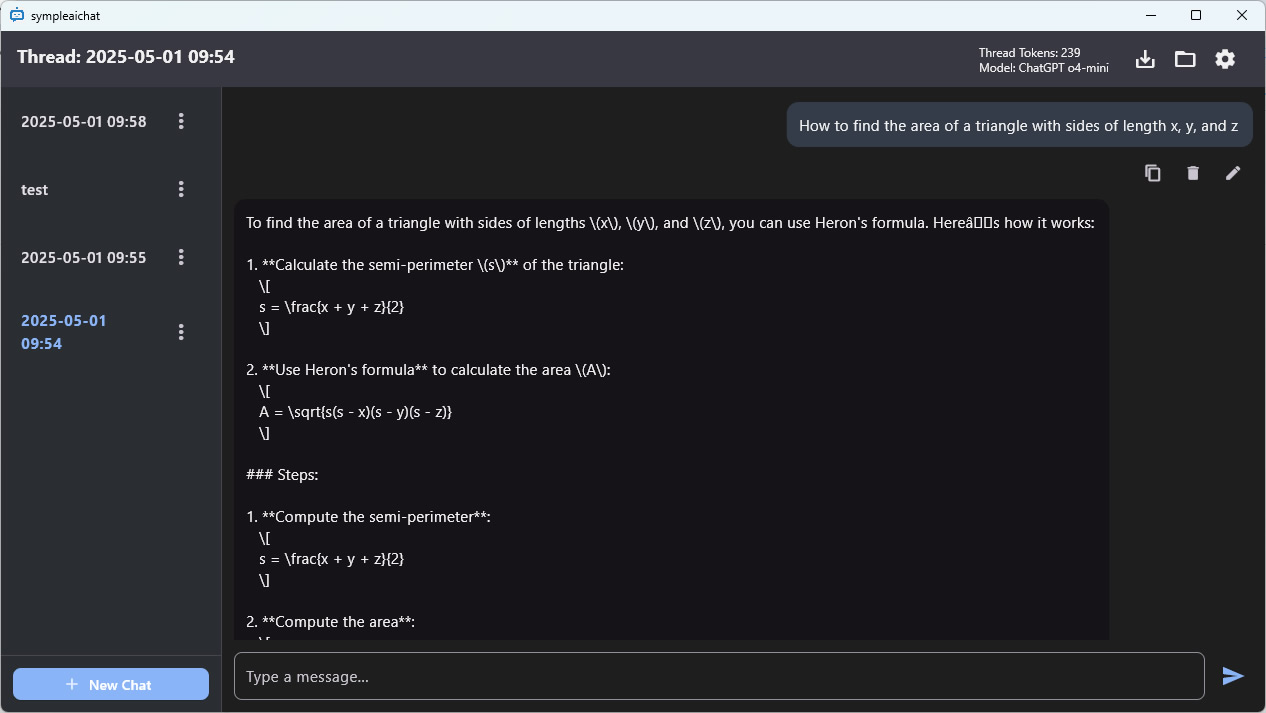 sympleaichat
Thread: 2025-05-01 09:54
Thread Tokens: 239
Model: ChatGPT o4-mini
2025-05-01 09:58
test
2025-05-01 09:55
2025-05-01
09:54
New Chat
How to find the area of a triangle with sides of length x, y, and z
To find the area of a triangle with sides of lengths \(x\), \(y\), and \(z\), you can use Heron's formula. Hereâ▯▯s how it works:
1. **Calculate the semi-perimeter \(s\)** of the triangle:
\[
s = \frac{x + y + z}{2}
\]
2. **Use Heron's formula** to calculate the area \(A\):
\[
A = \sqrt{s(s - x)(s - y)(s - z)}
\]
### Steps:
1. **Compute the semi-perimeter**:
\[
s = \frac{x + y + z}{2}
\]
2. **Compute the area**:
\[
Type a message...